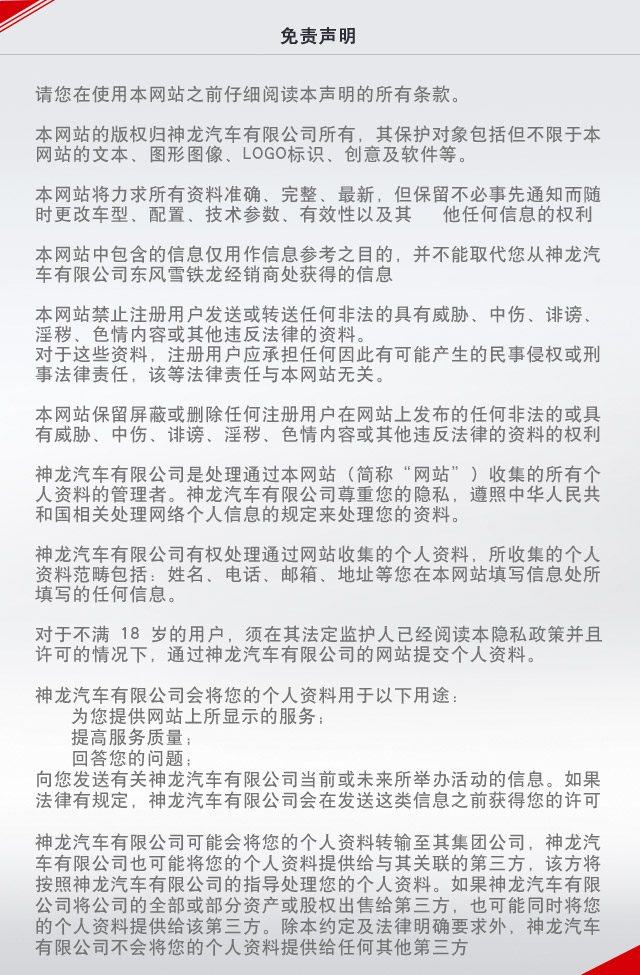 免责声明
请您在使用本网站之前仔细阅读本声明的所有条款。
本网站的版权归神龙汽车有限公司所有，其保护对象包括但不限于本
网站的文本、图形图像、LOGO标识、创意及软件等。
本网站将力求所有资料准确、完整、最新，但保留不必事先通知而随
时更改车型、配置、技术参数、有效性以及其 他任何信息的权利
本网站中包含的信息仅用作信息参考之目的，并不能取代您从神龙汽
车有限公司东风雪铁龙经销商处获得的信息
本网站禁止注册用户发送或转送任何非法的具有威胁、中伤、诽谤、
淫秽、色情内容或其他违反法律的资料。
对于这些资料，注册用户应承担任何因此有可能产生的民事侵权或刑
事法律责任，该等法律责任与本网站无关。
本网站保留屏蔽或删除任何注册用户在网站上发布的任何非法的或具
有威胁、中伤、诽谤、淫秽、色情内容或其他违反法律的资料的权利
神龙汽车有限公司是处理通过本网站（简称“网站”）收集的所有个
人资料的管理者。神龙汽车有限公司尊重您的隐私，遵照中华人民共
和国相关处理网络个人信息的规定来处理您的资料。
神龙汽车有限公司有权处理通过网站收集的个人资料，所收集的个人
资料范畴包括：姓名、电话、邮箱、地址等您在本网站填写信息处所
填写的任何信息。
对于不满 18 岁的用户，须在其法定监护人已经阅读本隐私政策并且
许可的情况下，通过神龙汽车有限公司的网站提交个人资料。
神龙汽车有限公司会将您的个人资料用于以下用途：
为您提供网站上所显示的服务；
提高服务质量；
回答您的问题；
向您发送有关神龙汽车有限公司当前或未来所举办活动的信息。如果
法律有规定，神龙汽车有限公司会在发送这类信息之前获得您的许可
神龙汽车有限公司可能会将您的个人资料转输至其集团公司，神龙汽
车有限公司也可能将您的个人资料提供给与其关联的第三方，该方将
按照神龙汽车有限公司的指导处理您的个人资料。如果神龙汽车有限
公司将公司的全部或部分资产或股权出售给第三方，也可能同时将您
的个人资料提供给该第三方。除本约定及法律明确要求外，神龙汽车
有限公司不会将您的个人资料提供给任何其他第三方